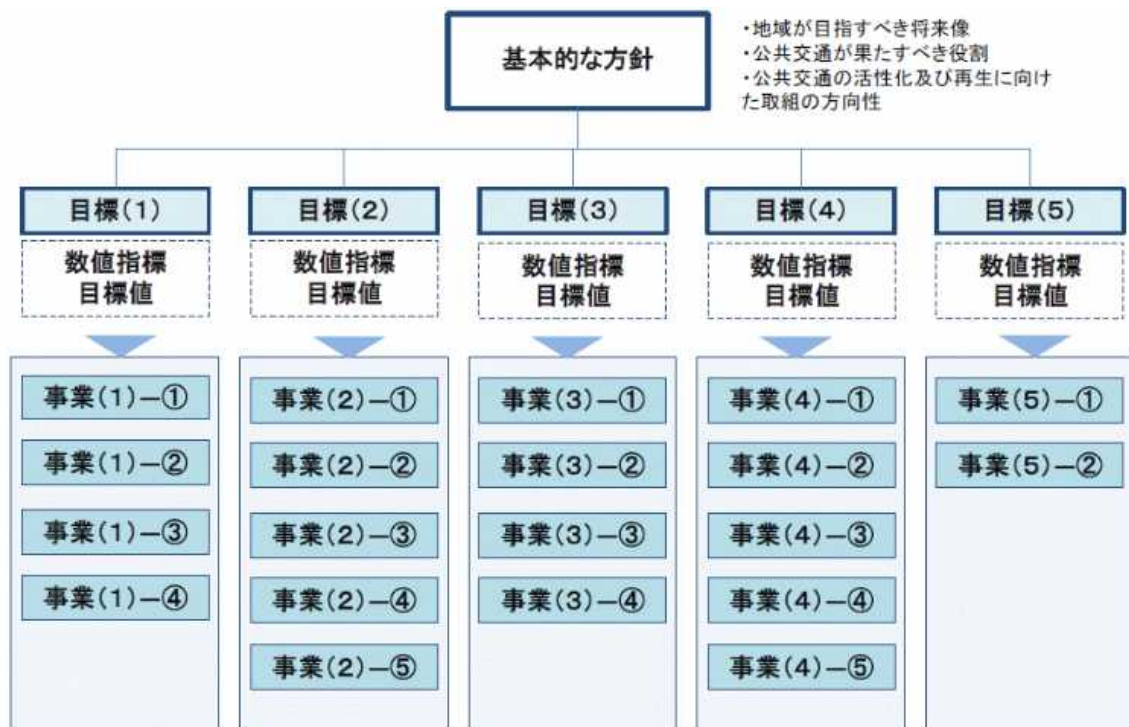 基本的な方針
・地域が目指すべき将来像
・公共交通が果たすべき役割
・公共交通の活性化及び再生に向け
た取組の方向性
目標(1)
数値指標
目標値
事業(1)―①
事業(1)―②
事業(1)―③
事業(1)―④
目標(2)
数値指標
目標値
事業(2)―①
事業(2)―②
事業(2)―③
事業(2)―④
事業(2)―⑤
目標(3)
数値指標
目標値
事業(3)―①
事業(3)―②
事業(3)―③
事業(3)―④
目標(4)
数値指標
目標値
事業(4)―①
事業(4)―②
事業(4)―③
事業(4)―④
事業(4)―⑤
目標(5)
数値指標
目標値
事業(5)―①
事業(5)―②